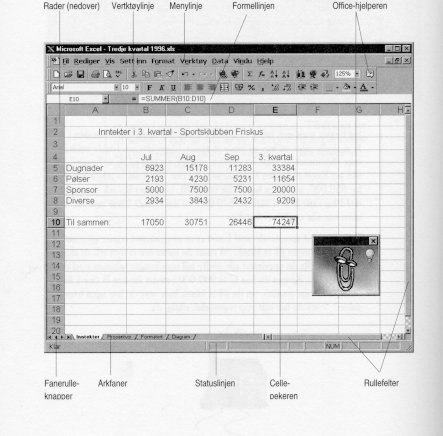 Rader (nedover) Verktøylinje Menylinje Formellinjen Office-hjelperen
Microsoft Excel - Tredje kvartal 1996.xls
Fil Rediger Vis Sett inn Format Verktøy Data Vindu Hjelp
125%
Arial 10 F K U
E10 = =SUMMER(B10:D10)
A B C D E F G H
1
2 Inntekter i 3. kvartal - Sportsklubben Friskus
3
4 Jul Aug Sep 3. kvartal
5 Dugnader 6923 15178 11283 33384
6 Pølser 2193 4230 5231 11654
7 Sponsor 5000 7500 7500 20000
8 Diverse 2934 3843 2432 9209
9
10 Til sammen: 17050 30751 26446 74247
11
12
13
14
15
16
17
18
19
20
Inntekter Prosentvis Formatert Diagram
Klar NUM
Fanerulle- Arkfaner Statuslinjen Celle- Rullefelter
knapper pekeren